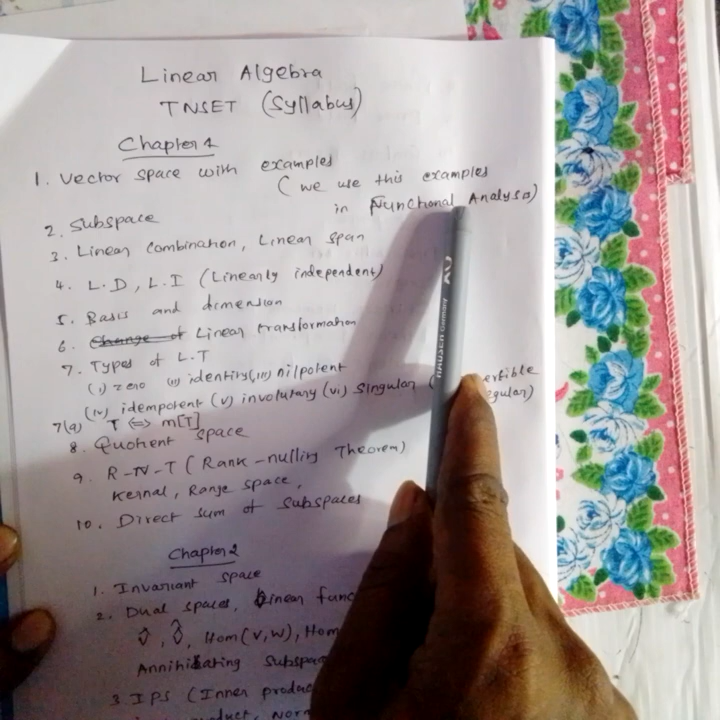 Linear Algebra
TNSET (Syllabus)
Chapter 1
1. Vector space with examples
(we use this examples
in Functional Analysis)
2. Subspace
3. Linear Combination, Linear span
4. L.D, L.I (Linearly independent)
5. Basis and dimension
6. Change of Linear transformation
7. Types of L.T
(i) zero (ii) identity (iii) nilpotent
(iv) idempotent (v) involutary (vi) Singular (
7(a) T ⇔ m[T]
8. Quotient space
9. R-N-T (Rank-nullity Theorem)
Kernal, Range space,
10. Direct sum of subspaces
Chapter 2
1. Invariant space
2. Dual spaces, Linear
Hom(V,W), Hom
Annihilating
3. IPS (Inner